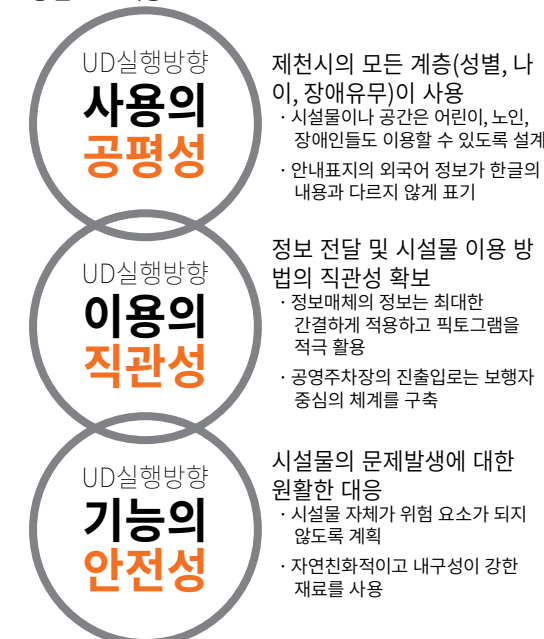 UD실행방향
사용의
공평성
제천시의 모든 계층(성별, 나
이, 장애유무)이 사용
· 시설물이나 공간은 어린이, 노인,
장애인들도 이용할 수 있도록 설계
· 안내표지의 외국어 정보가 한글의
내용과 다르지 않게 표기
UD실행방향
이용의
직관성
정보 전달 및 시설물 이용 방
법의 직관성 확보
· 정보매체의 정보는 최대한
간결하게 적용하고 픽토그램을
적극 활용
· 공영주차장의 진출입로는 보행자
중심의 체계를 구축
UD실행방향
기능의
안전성
시설물의 문제발생에 대한
원활한 대응
· 시설물 자체가 위험 요소가 되지
않도록 계획
· 자연친화적이고 내구성이 강한
재료를 사용